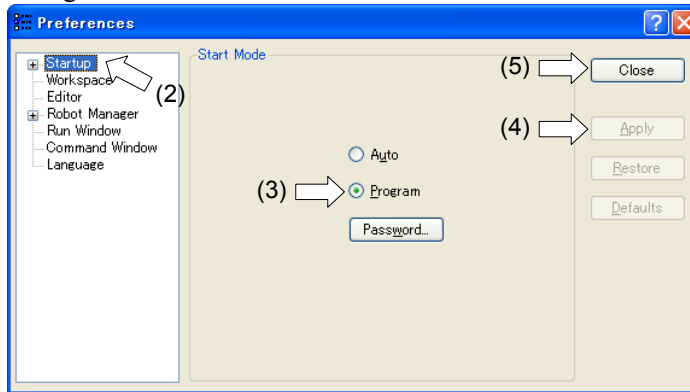 Preferences
Startup
(2)
Workspace
Editor
Robot Manager
Run Window
Command Window
Language
Start Mode
Auto
(3)
Program
Password...
(5)
Close
(4)
Apply
Restore
Defaults